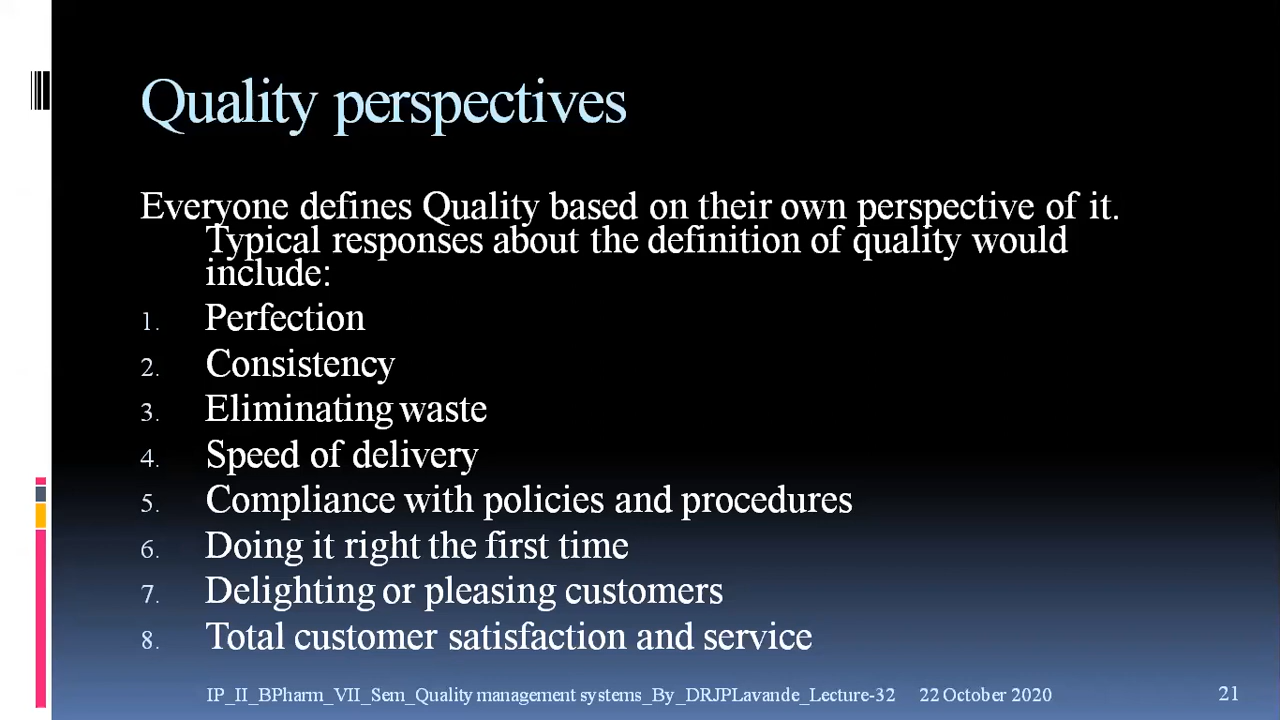 Quality perspectives
Everyone defines Quality based on their own perspective of it.
Typical responses about the definition of quality would
include:
1. Perfection
2. Consistency
3. Eliminating waste
4. Speed of delivery
5. Compliance with policies and procedures
6. Doing it right the first time
7. Delighting or pleasing customers
8. Total customer satisfaction and service
IP_II_BPharm_VII_Sem_Quality management systems_By_DRJPLavande_Lecture-32 22 October 2020 21